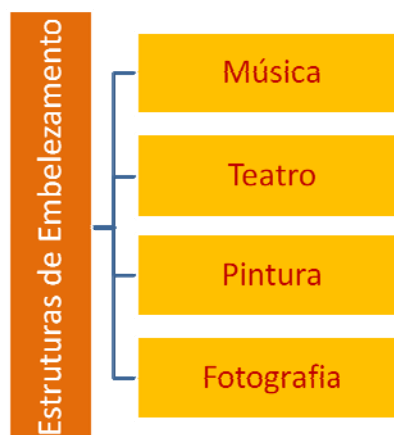 Estruturas de Embelezamento
Música
Teatro
Pintura
Fotografia